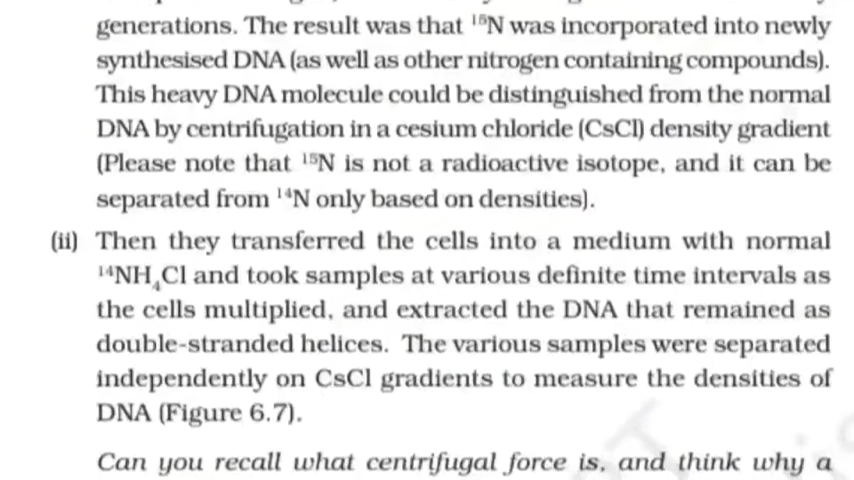 generations. The result was that ¹⁵N was incorporated into newly
synthesised DNA (as well as other nitrogen containing compounds).
This heavy DNA molecule could be distinguished from the normal
DNA by centrifugation in a cesium chloride (CsCl) density gradient
(Please note that ¹⁵N is not a radioactive isotope, and it can be
separated from ¹⁴N only based on densities).
(ii) Then they transferred the cells into a medium with normal
¹⁴NH₄Cl and took samples at various definite time intervals as
the cells multiplied, and extracted the DNA that remained as
double-stranded helices. The various samples were separated
independently on CsCl gradients to measure the densities of
DNA (Figure 6.7).
Can you recall what centrifugal force is, and think why a